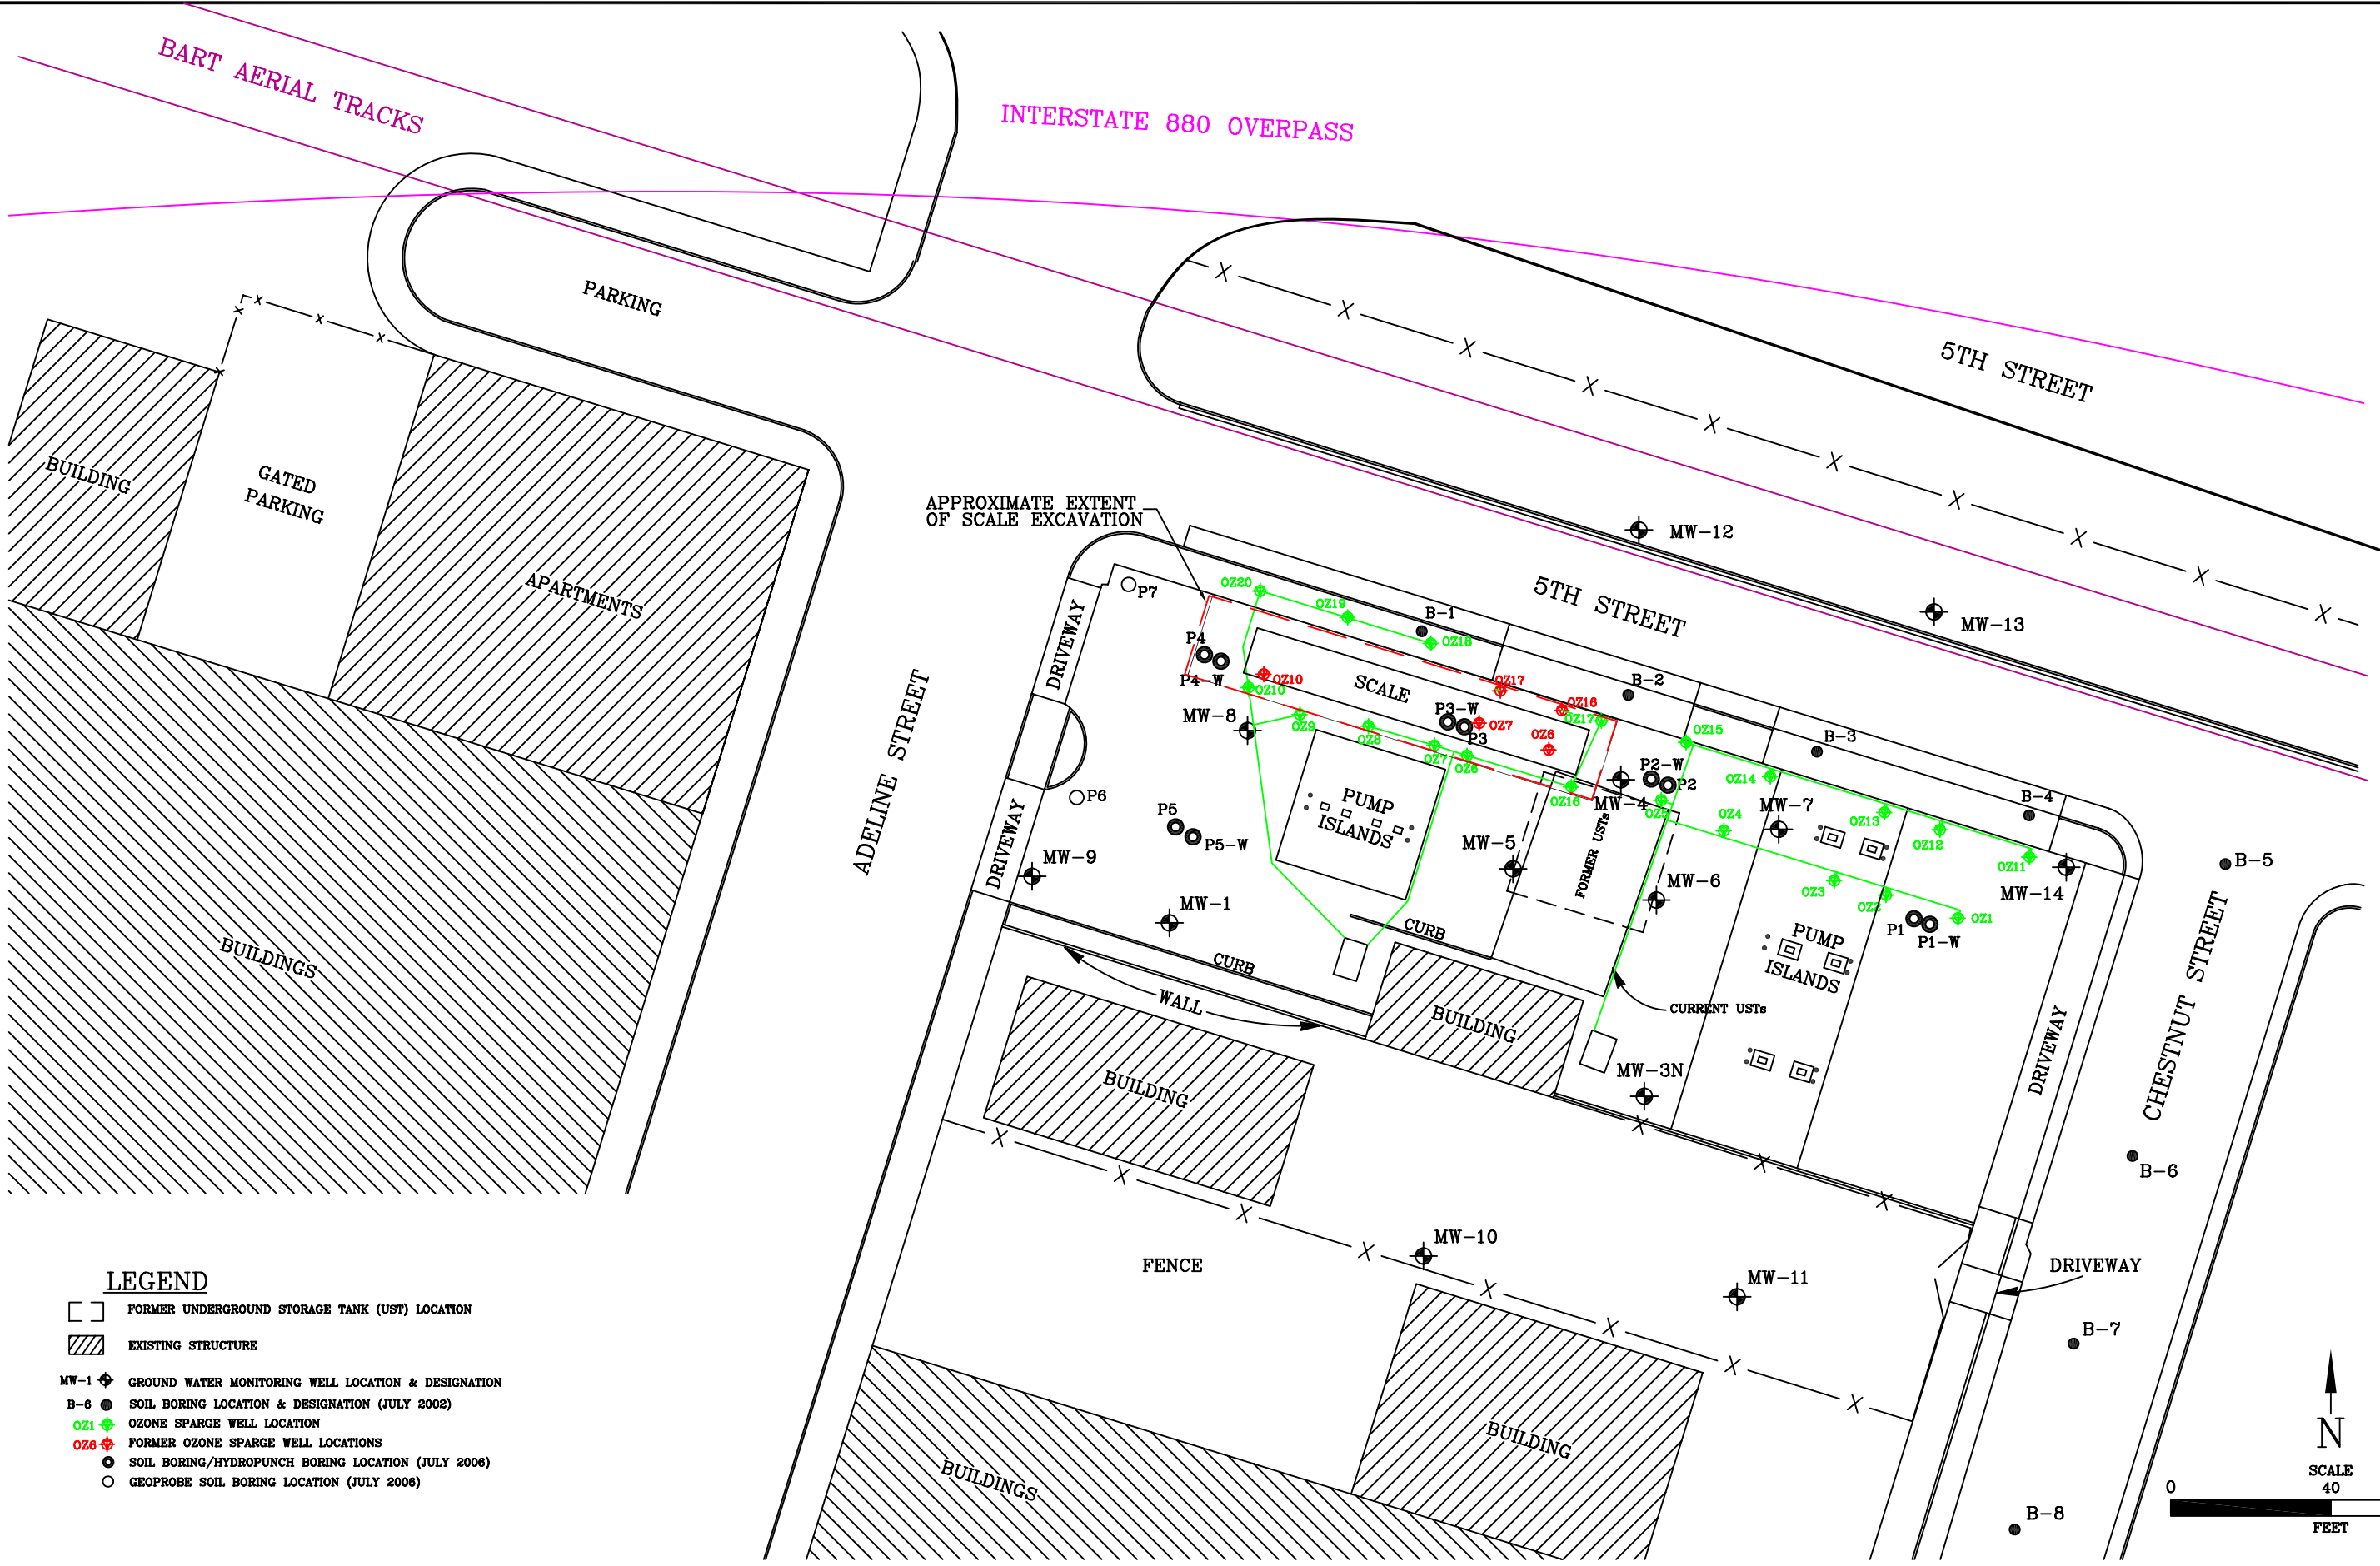 BART AERIAL TRACKS
INTERSTATE 880 OVERPASS
PARKING
5TH STREET
BUILDING
GATED
PARKING
APARTMENTS
BUILDINGS
APPROXIMATE EXTENT
OF SCALE EXCAVATION
MW-12
MW-13
5TH STREET
ADELINE STREET
DRIVEWAY
DRIVEWAY
P7
OZ20
OZ19
OZ18
B-1
B-2
B-3
B-4
B-5
P4
P4-W
OZ10
OZ10
SCALE
OZ17
OZ16
OZ17
P3-W
P3
OZ7
OZ6
MW-8
OZ9
OZ8
OZ7
OZ6
OZ16
OZ15
P2-W
P2
MW-4
OZ5
OZ14
OZ4
MW-7
OZ13
OZ12
OZ11
MW-14
P6
P5
P5-W
PUMP
ISLANDS
MW-5
FORMER USTs
MW-6
OZ3
OZ2
OZ1
P1
P1-W
MW-9
MW-1
CURB
CURB
WALL
PUMP
ISLANDS
CURRENT USTs
BUILDING
BUILDING
MW-3N
DRIVEWAY
CHESTNUT STREET
B-6
MW-10
FENCE
MW-11
DRIVEWAY
B-7
B-8
BUILDING
BUILDINGS
LEGEND
FORMER UNDERGROUND STORAGE TANK (UST) LOCATION
EXISTING STRUCTURE
MW-1 GROUND WATER MONITORING WELL LOCATION & DESIGNATION
B-6 SOIL BORING LOCATION & DESIGNATION (JULY 2002)
OZ1 OZONE SPARGE WELL LOCATION
OZ6 FORMER OZONE SPARGE WELL LOCATIONS
SOIL BORING/HYDROPUNCH BORING LOCATION (JULY 2006)
GEOPROBE SOIL BORING LOCATION (JULY 2006)
N
SCALE
0 40
FEET